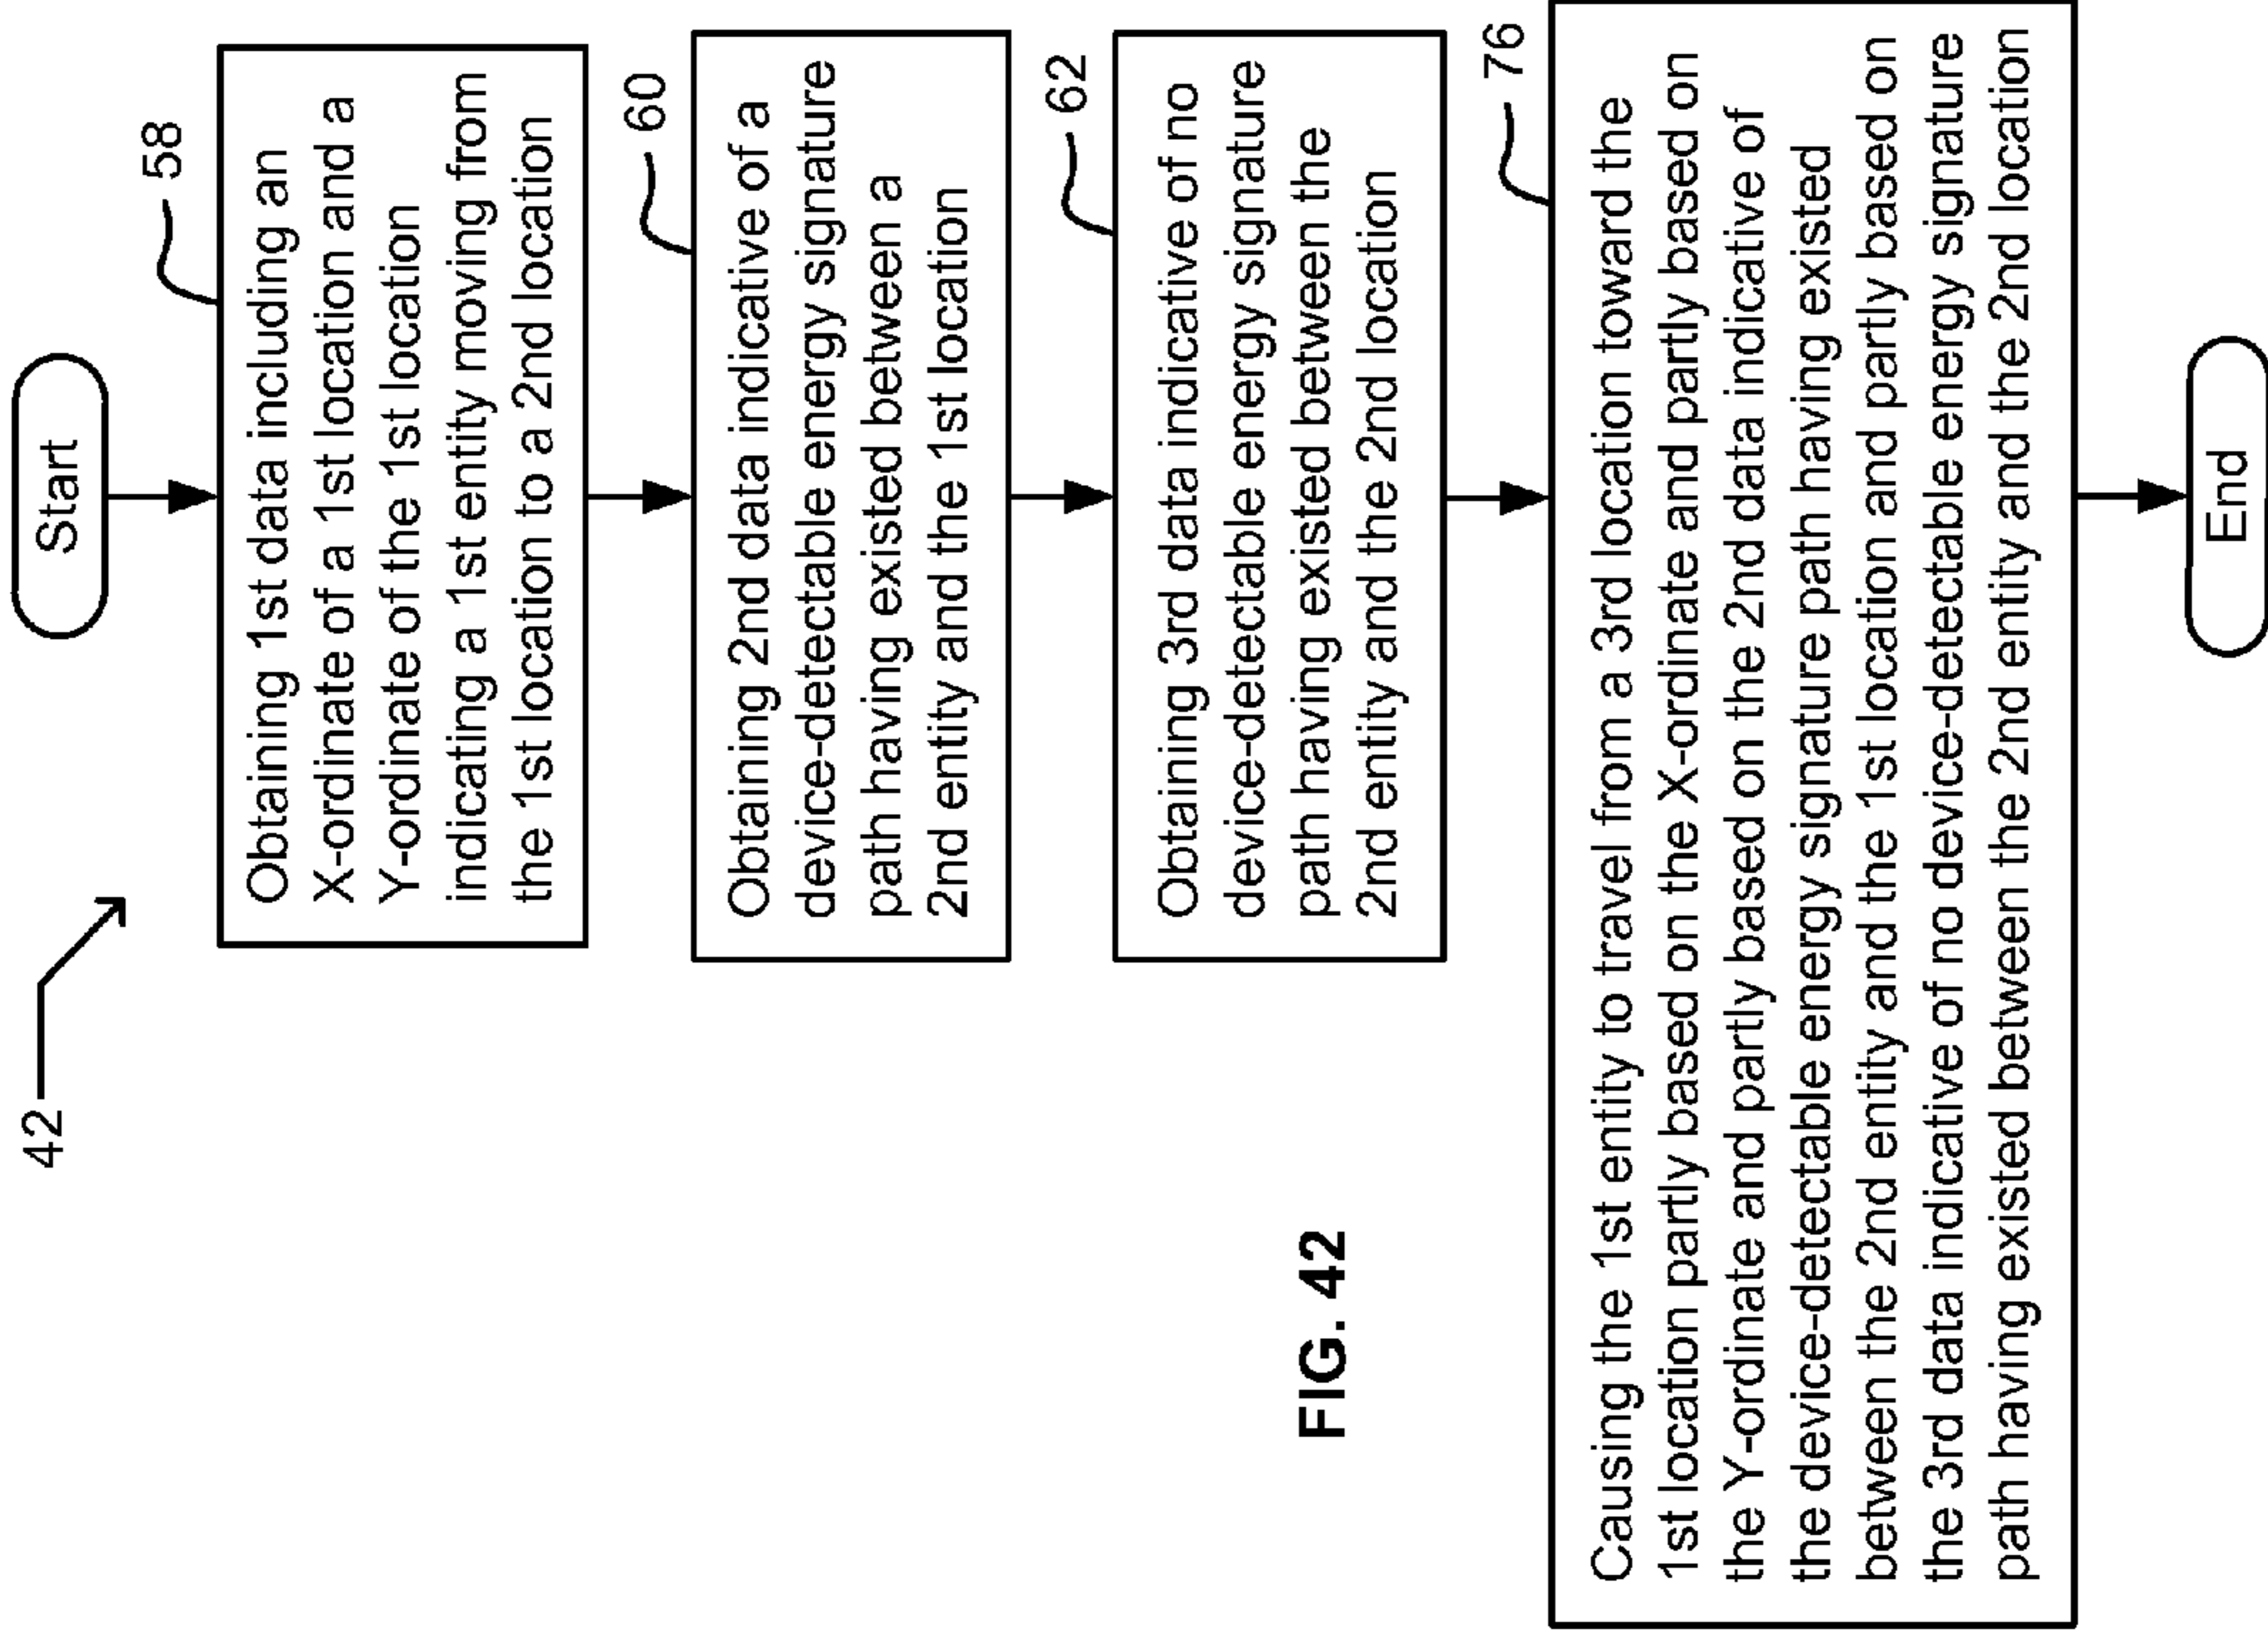 42
Start
58
Obtaining 1st data including an
X-ordinate of a 1st location and a
Y-ordinate of the 1st location
indicating a 1st entity moving from
the 1st location to a 2nd location
60
Obtaining 2nd data indicative of a
device-detectable energy signature
path having existed between a
2nd entity and the 1st location
62
Obtaining 3rd data indicative of no
device-detectable energy signature
path having existed between the
2nd entity and the 2nd location
76
Causing the 1st entity to travel from a 3rd location toward the
1st location partly based on the X-ordinate and partly based on
the Y-ordinate and partly based on the 2nd data indicative of
the device-detectable energy signature path having existed
between the 2nd entity and the 1st location and partly based on
the 3rd data indicative of no device-detectable energy signature
path having existed between the 2nd entity and the 2nd location
End
FIG. 42